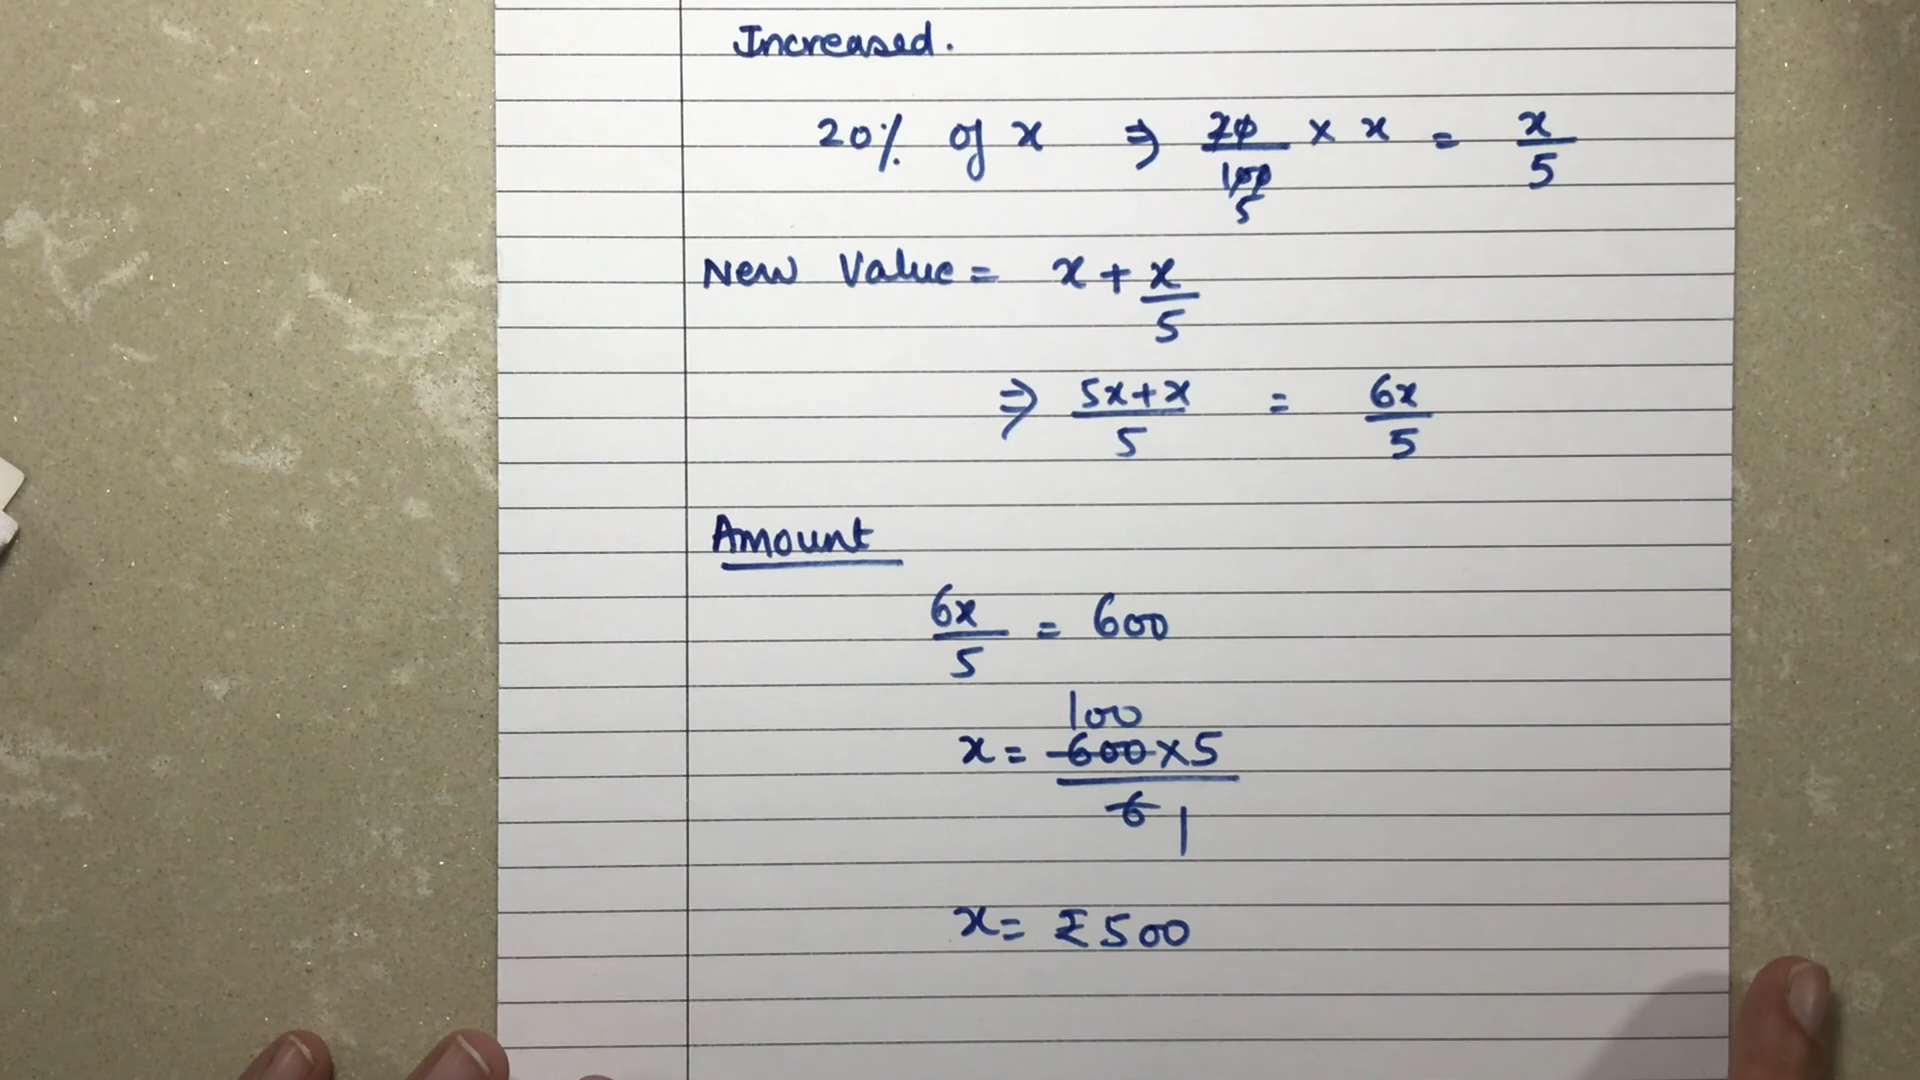 Increased.
20% of x ⇒ 20/100 × x = x/5
5
New Value = x + x/5
⇒ 5x+x/5 = 6x/5
Amount
6x/5 = 600
100
x = 600×5/6 1
x = ₹500